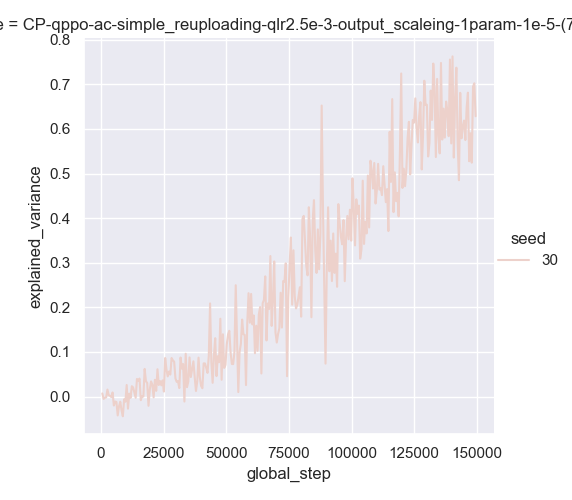 e = CP-qppo-ac-simple_reuploading-qlr2.5e-3-output_scaleing-1param-1e-5-(7
0.8
0.7
0.6
0.5
0.4
0.3
0.2
0.1
0.0
explained_variance
seed
30
0 25000 50000 75000 100000 125000 150000
global_step